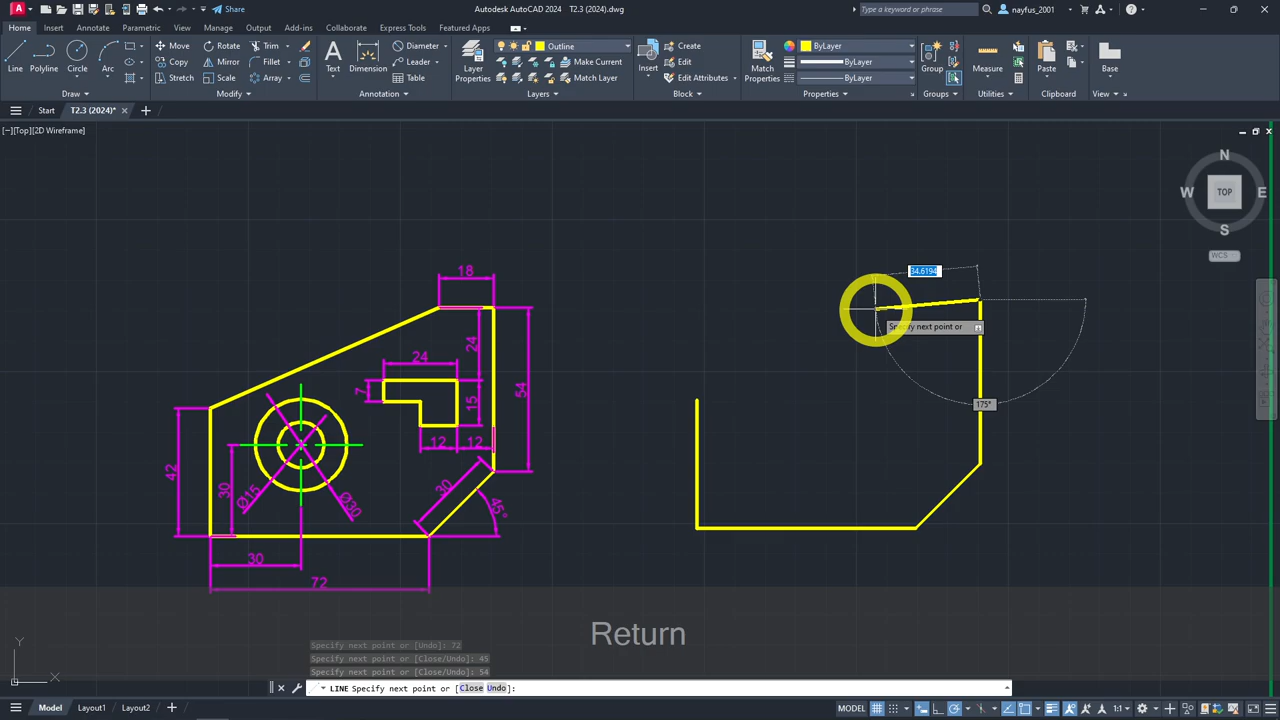 Share
Autodesk AutoCAD 2024 T2.3 (2024).dwg
Type a keyword or phrase
nayfus_2001
Home Insert Annotate Parametric View Manage Output Add-ins Collaborate Express Tools Featured Apps
Line Polyline Circle Arc
Move Rotate Trim
Copy Mirror Fillet
Stretch Scale Array
Text Dimension
Diameter
Leader
Table
Layer Properties
Outline
Make Current
Match Layer
Insert
Create
Edit
Edit Attributes
Match Properties
ByLayer
ByLayer
ByLayer
Group
Measure
Paste
Base
Draw Modify Annotation Layers Block Properties Groups Utilities Clipboard View
Start T2.3 (2024)*
[−][Top][2D Wireframe]
N
W TOP E
S
WCS
18
24
24
7
15
54
12 12
42
30
Ø15
Ø30
30
45°
30
72
34.6194
Specify next point or
175°
Return
Specify next point or [Undo]: 72
Specify next point or [Close/Undo]: 45
Specify next point or [Close/Undo]: 54
LINE Specify next point or [Close Undo]:
Y
X
Model Layout1 Layout2
MODEL
1:1